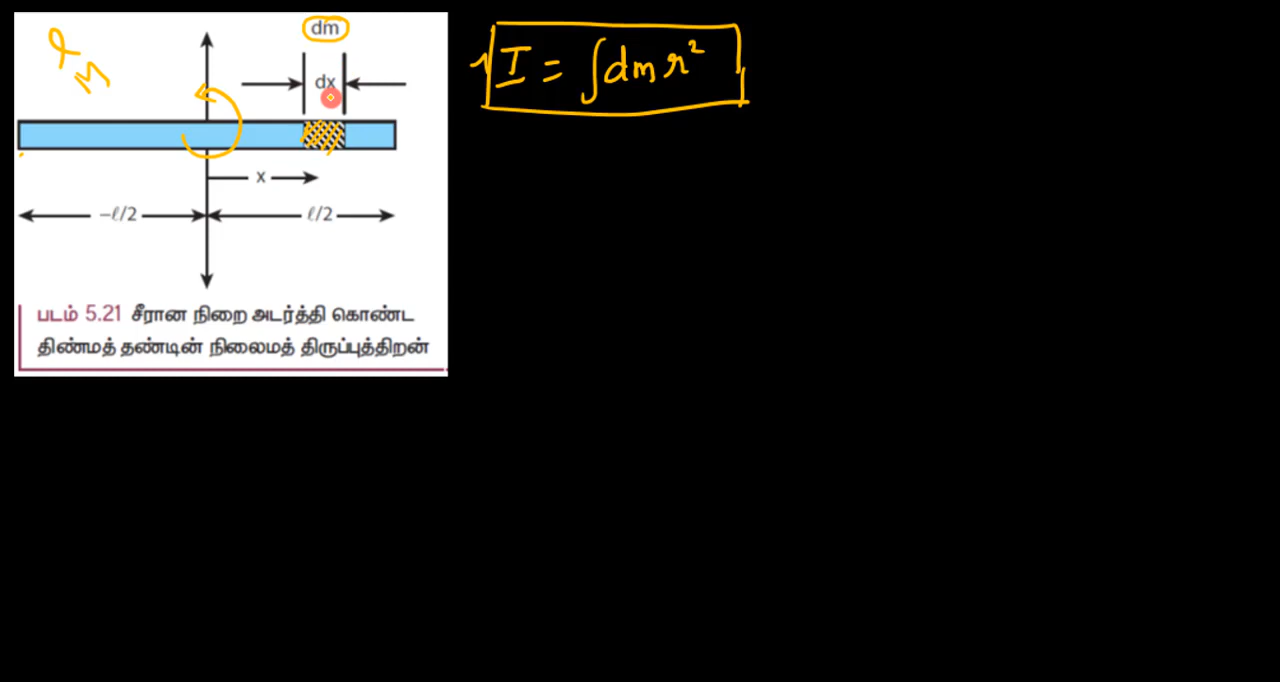 dm
l
M
dx
I = ∫dm r²
x
-ℓ/2
ℓ/2
படம் 5.21 சீரான நிறை அடர்த்தி கொண்ட
திண்மத் தண்டின் நிலைமத் திருப்புத்திறன்